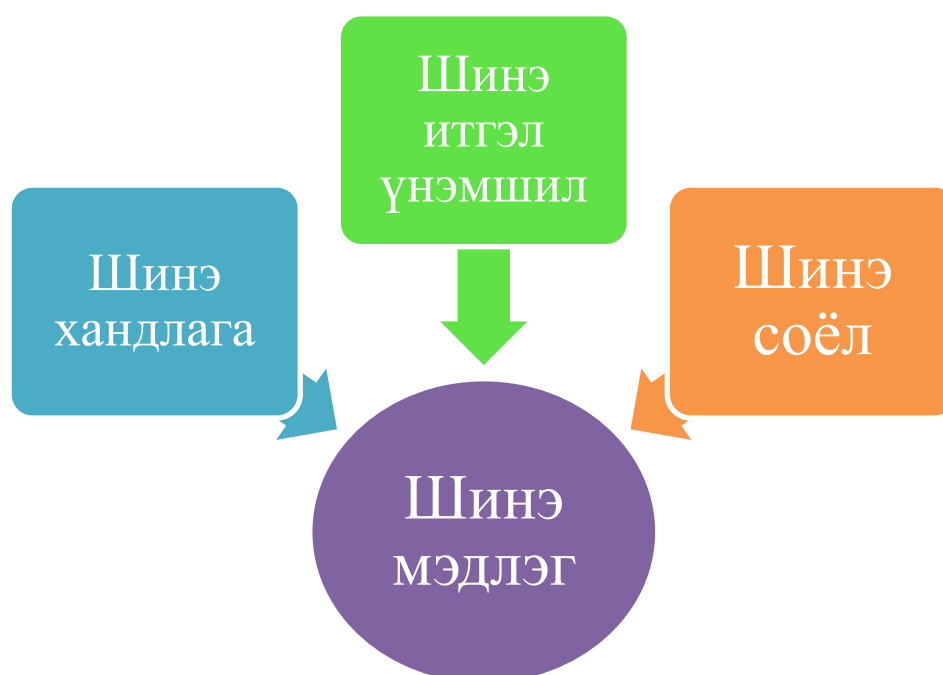 Шинэ
итгэл
үнэмшил
Шинэ
хандлага
Шинэ
соёл
Шинэ
мэдлэг